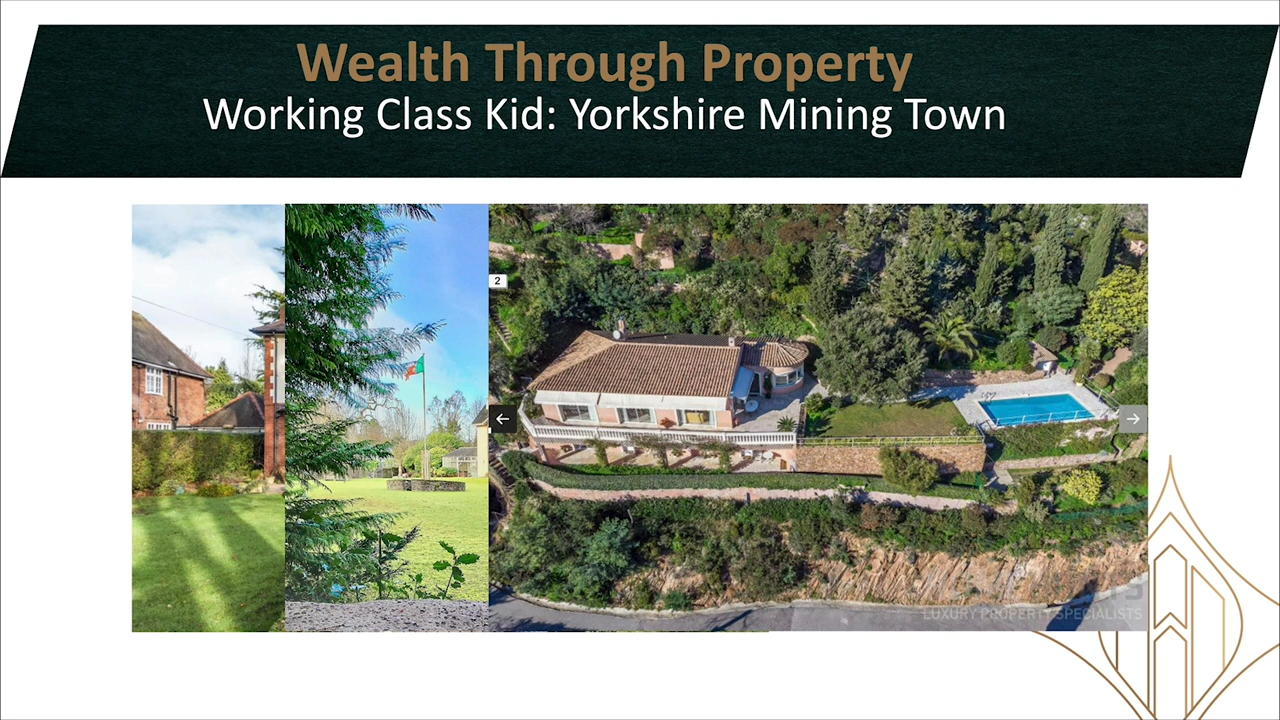 Wealth Through Property
Working Class Kid: Yorkshire Mining Town
2
LUXURY PROPERTY SPECIALISTS